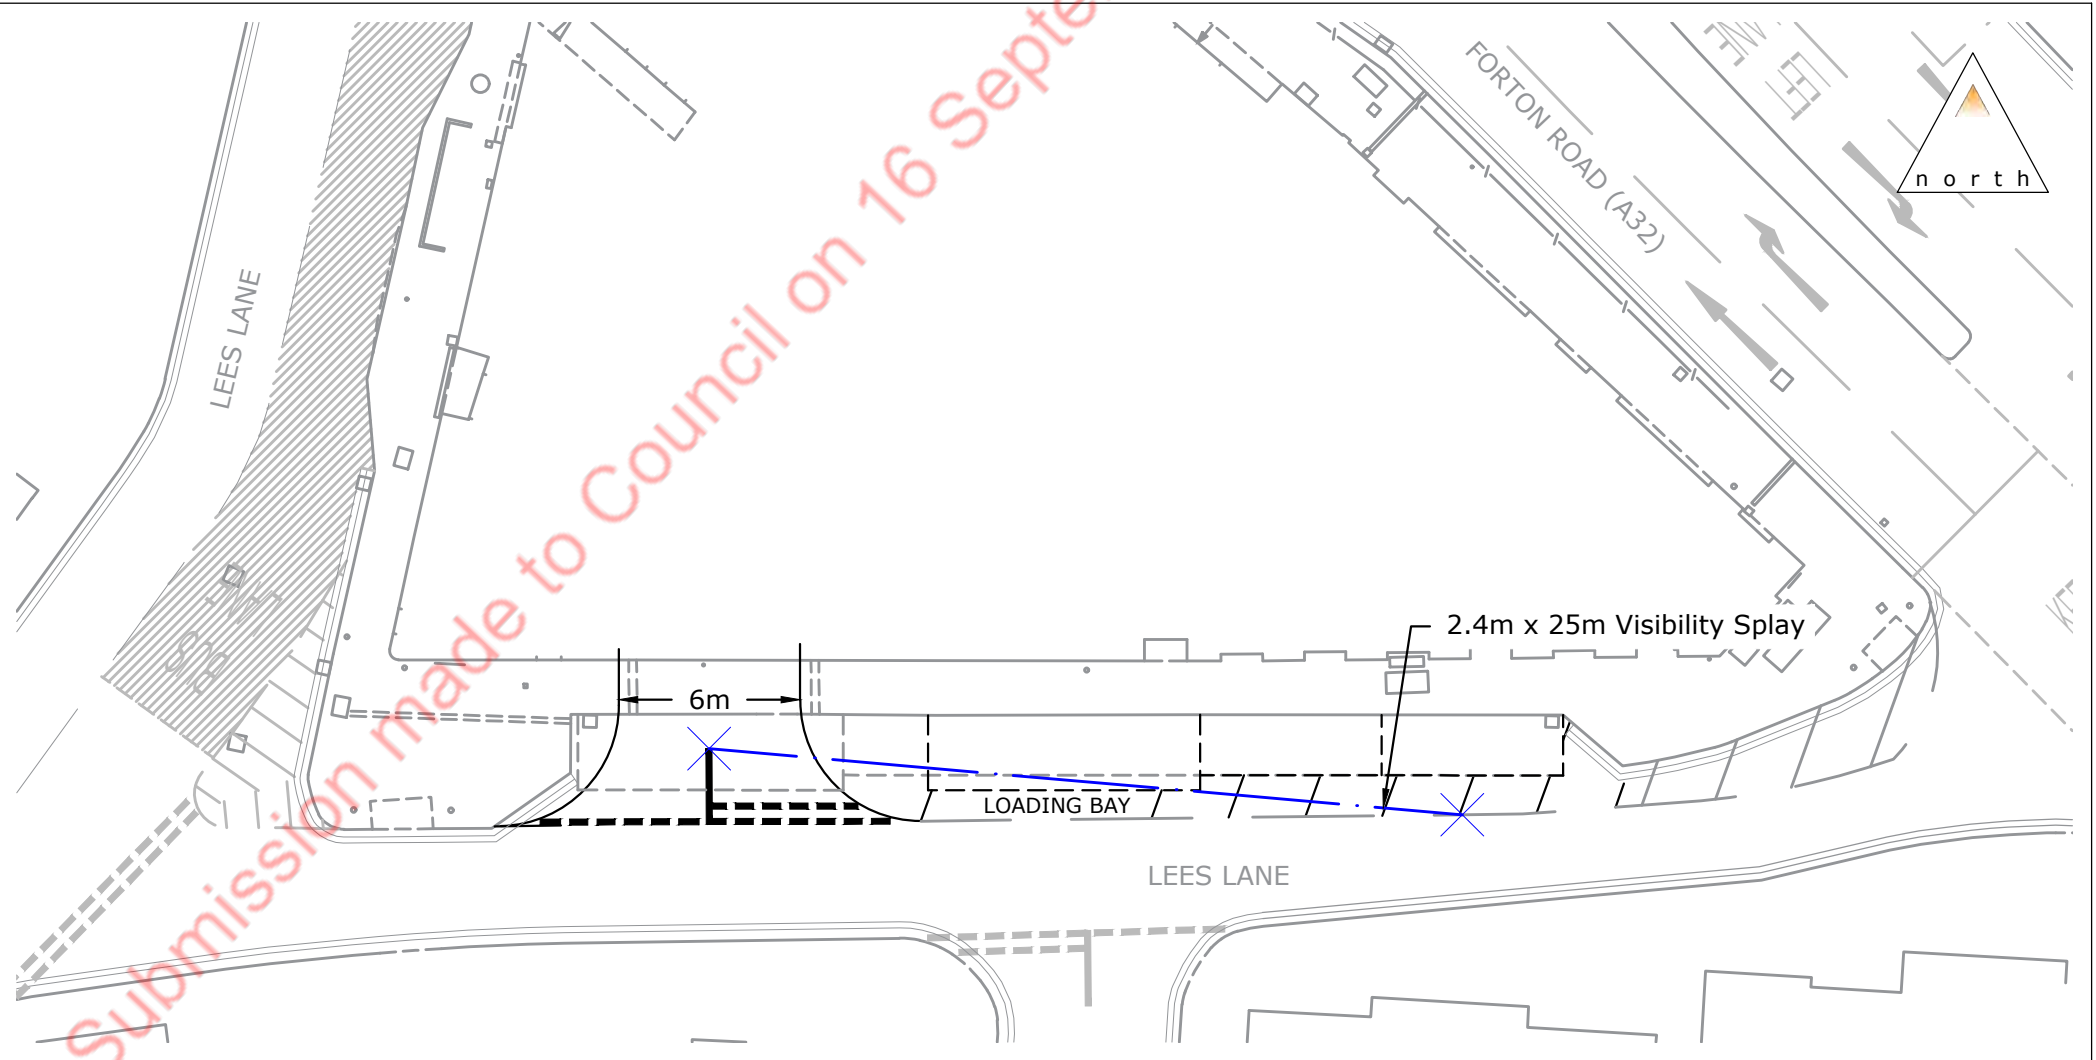 Submission made to Council on 16 Septe
FORTON ROAD (A32)
north
LEES LANE
BUS
2.4m x 25m Visibility Splay
6m
LOADING BAY
LEES LANE